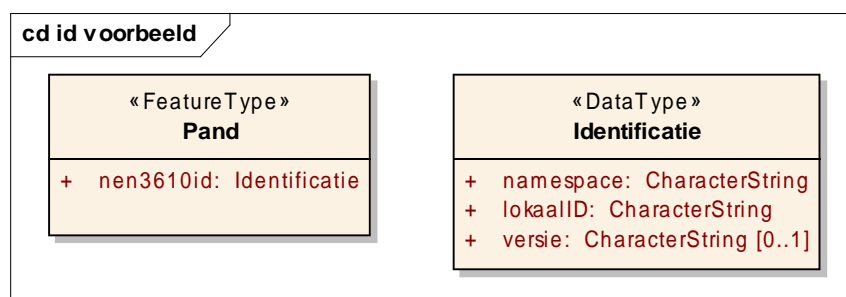 cd id voorbeeld
«FeatureType»
Pand
+ nen3610id: Identificatie
«DataType»
Identificatie
+ namespace: CharacterString
+ lokaalID: CharacterString
+ versie: CharacterString [0..1]